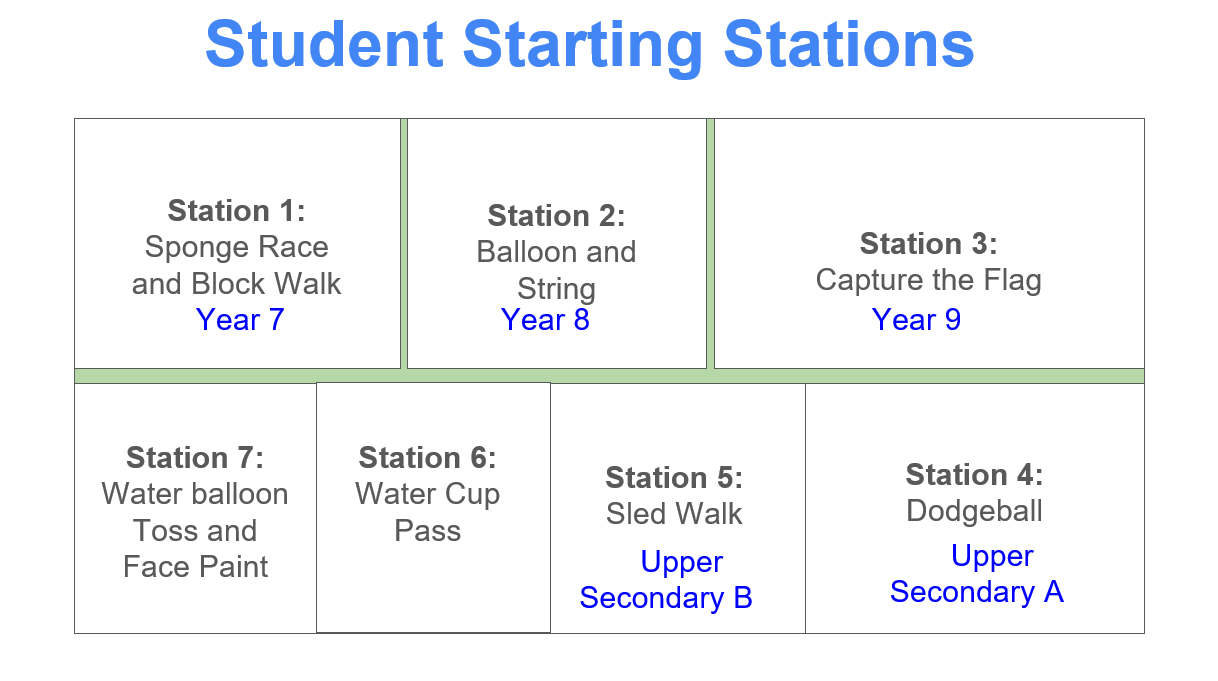 Student Starting Stations
Station 1:
Sponge Race
and Block Walk
Year 7
Station 2:
Balloon and
String
Year 8
Station 3:
Capture the Flag
Year 9
Station 7:
Water balloon
Toss and
Face Paint
Station 6:
Water Cup
Pass
Station 5:
Sled Walk
Upper
Secondary B
Station 4:
Dodgeball
Upper
Secondary A